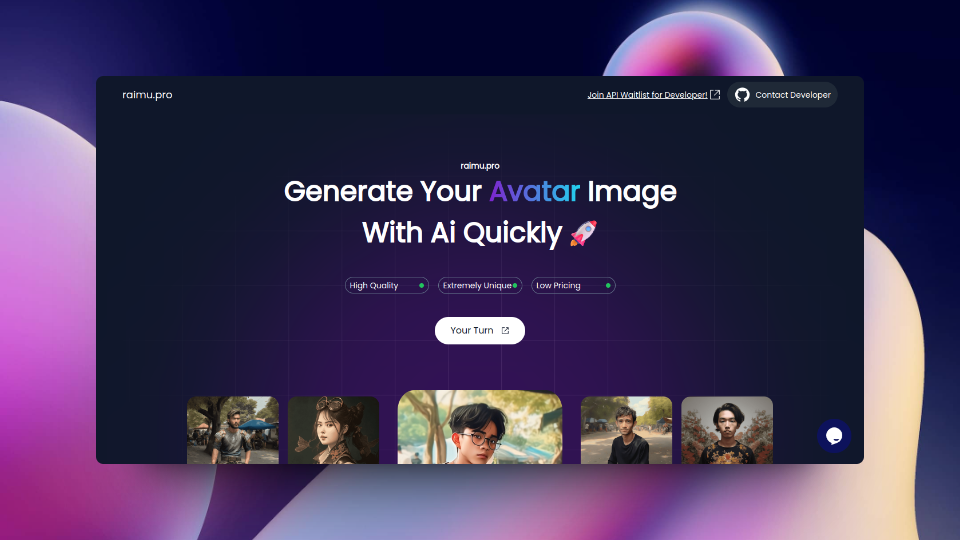 raimu.pro
Join API Waitlist for Developer!
Contact Developer
raimu.pro
Generate Your Avatar Image
With Ai Quickly 🚀
High Quality
Extremely Unique
Low Pricing
Your Turn